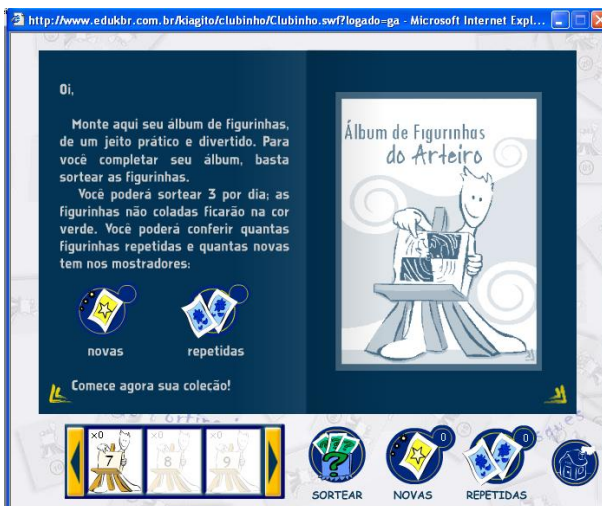 http://www.edukbr.com.br/kiagito/clubinho/Clubinho.swf?logado=ga - Microsoft Internet Expl...
Oi,
Monte aqui seu álbum de figurinhas,
de um jeito prático e divertido. Para
você completar seu álbum, basta
sortear as figurinhas.
Você poderá sortear 3 por dia; as
figurinhas não coladas ficarão na cor
verde. Você poderá conferir quantas
figurinhas repetidas e quantas novas
tem nos mostradores:
novas repetidas
Comece agora sua coleção!
Álbum de Figurinhas
do Arteiro
x0 x0 x0
7 8 9
? 0 0
SORTEAR NOVAS REPETIDAS